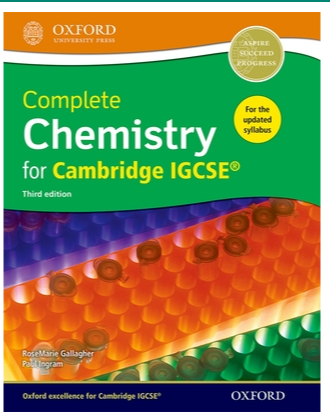 OXFORD
UNIVERSITY PRESS
ASPIRE
SUCCEED
PROGRESS
Complete
Chemistry
for Cambridge IGCSE®
Third edition
For the
updated
syllabus
RoseMarie Gallagher
Paul Ingram
Oxford excellence for Cambridge IGCSE®
OXFORD